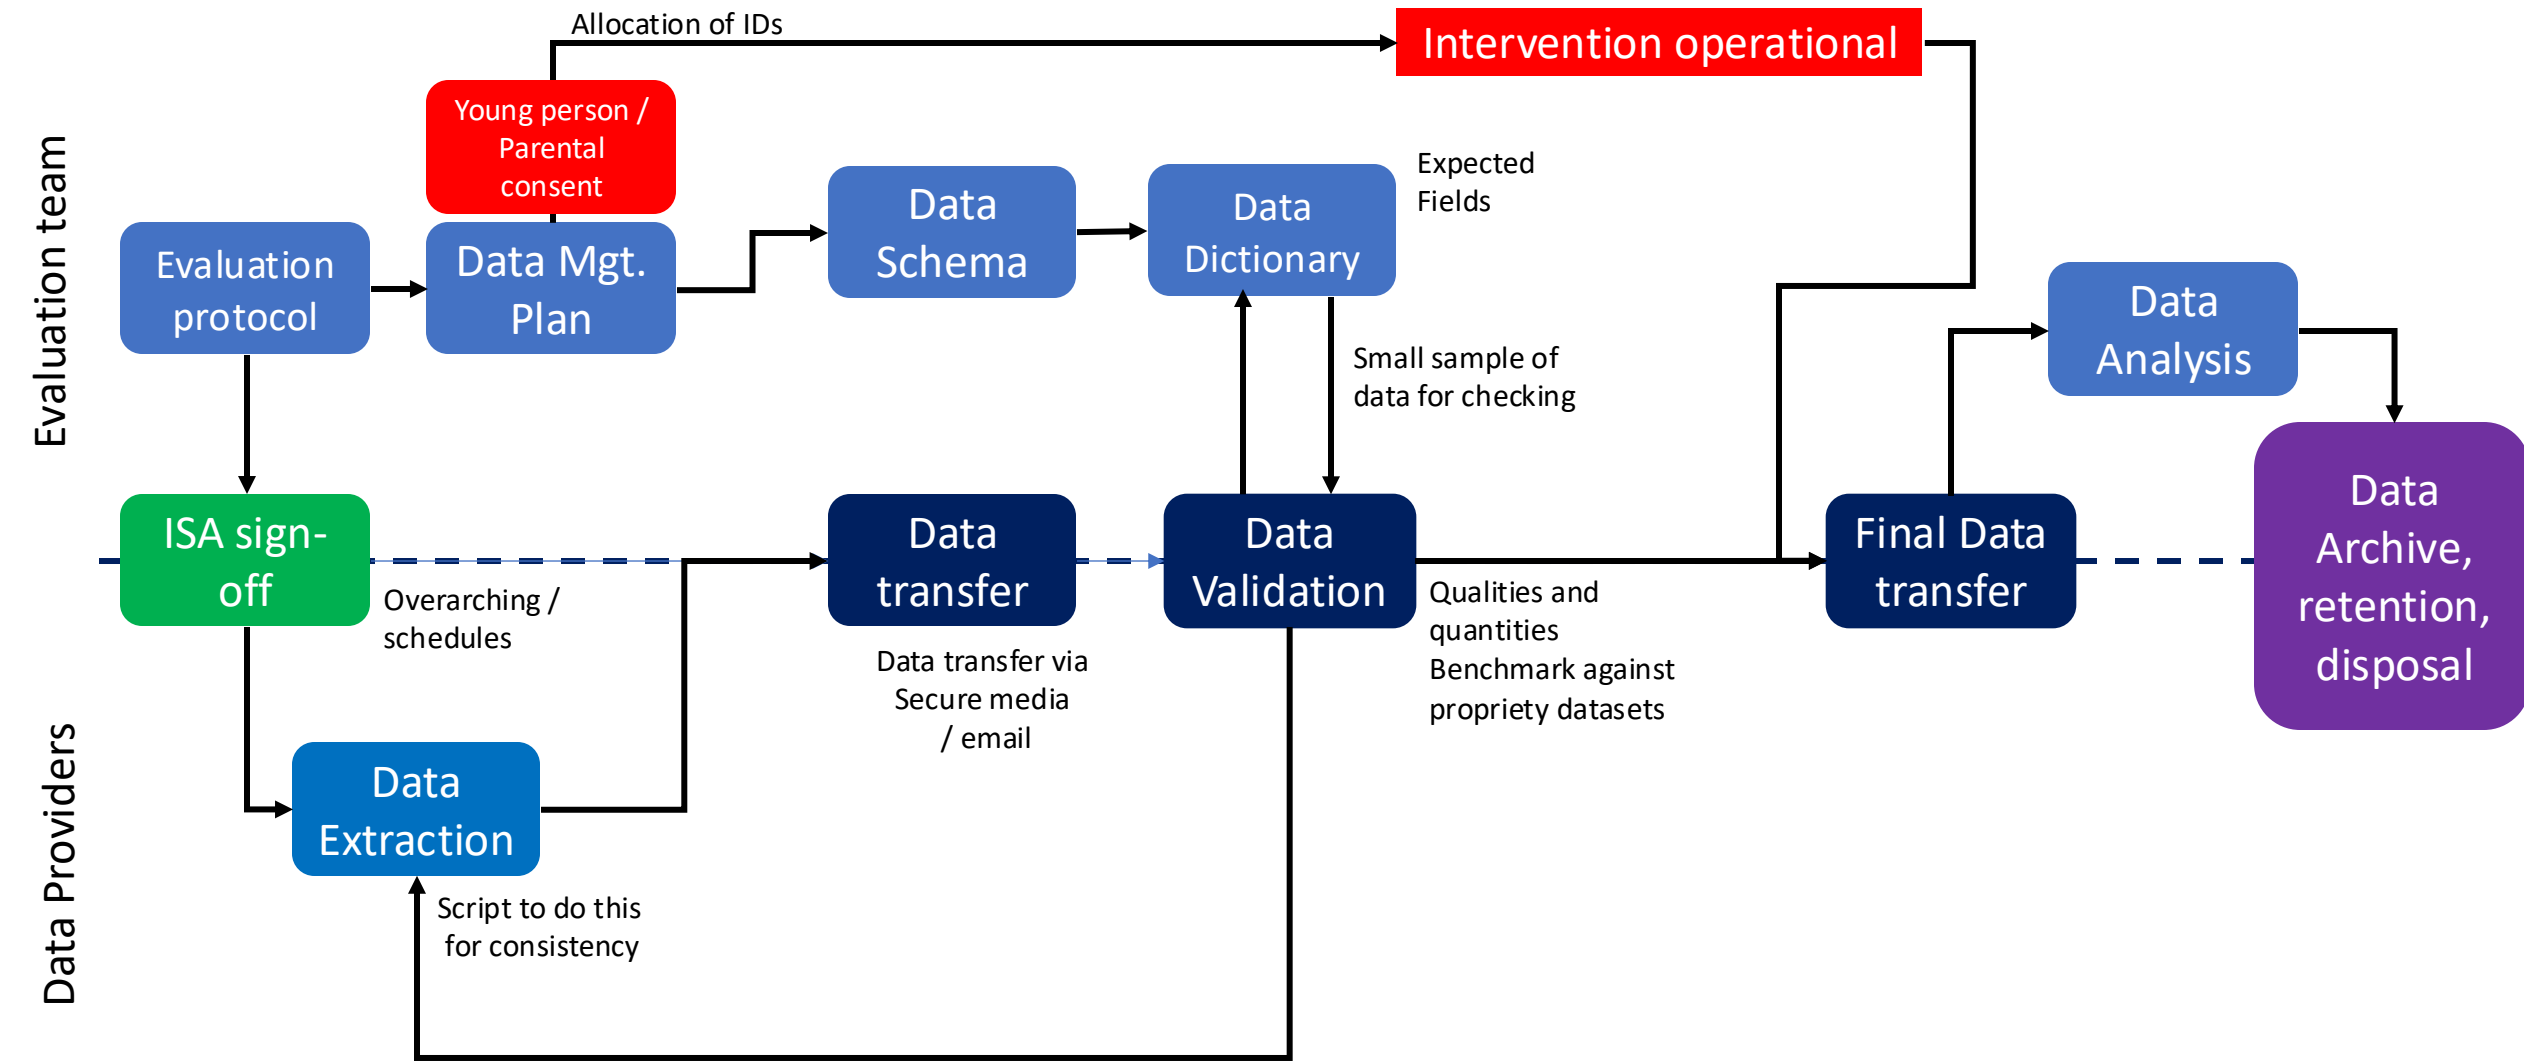 Allocation of IDs
Intervention operational
Young person /
Parental
consent
Evaluation team
Evaluation
protocol
Data Mgt.
Plan
Data
Schema
Data
Dictionary
Expected
Fields
Small sample of
data for checking
Data
Analysis
ISA sign-
off
Overarching /
schedules
Data
transfer
Data transfer via
Secure media
/ email
Data
Validation
Qualities and
quantities
Benchmark against
propriety datasets
Final Data
transfer
Data
Archive,
retention,
disposal
Data Providers
Data
Extraction
Script to do this
for consistency